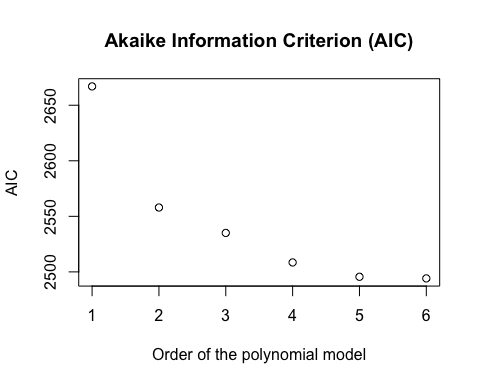 Akaike Information Criterion (AIC)
2650
2600
2550
2500
AIC
1 2 3 4 5 6
Order of the polynomial model